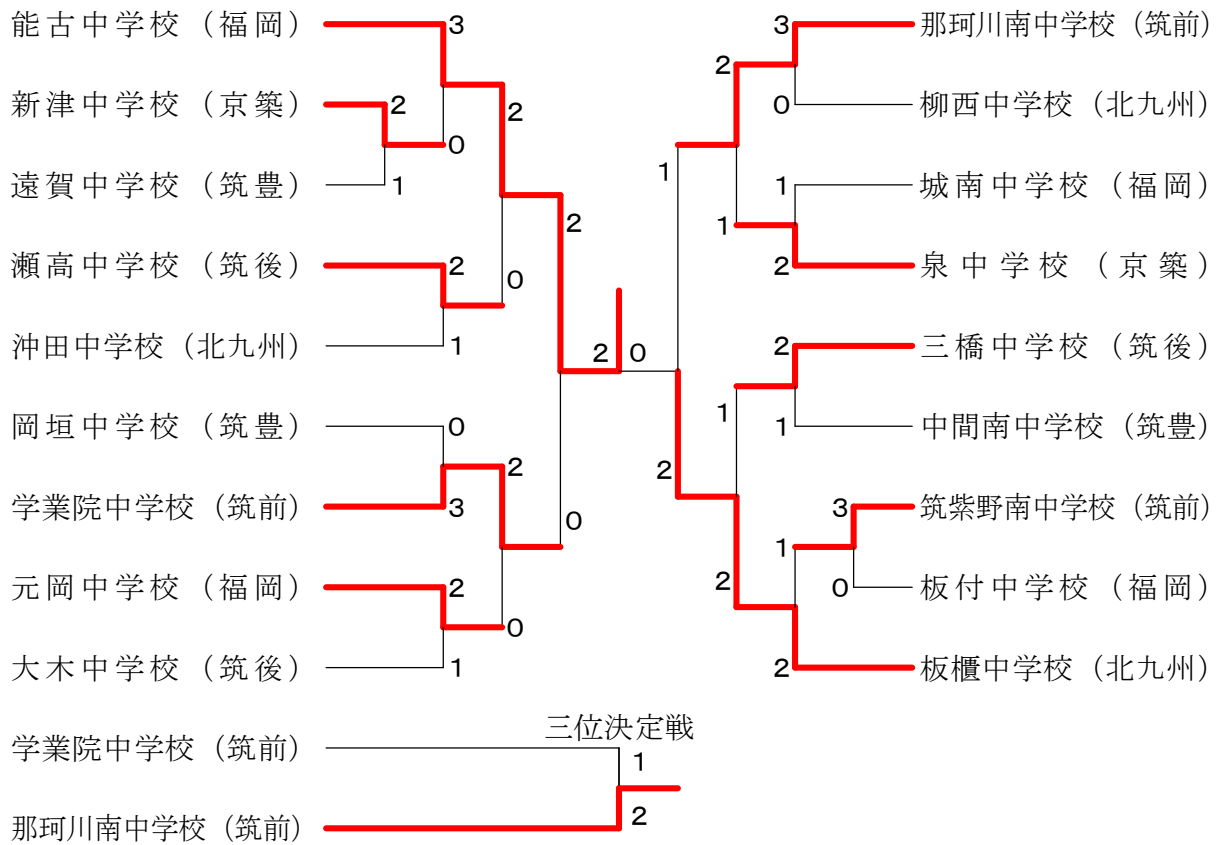 能古中学校（福岡）
3
新津中学校（京築）
2
2
0
遠賀中学校（筑豊）
1
2
瀬高中学校（筑後）
2
0
沖田中学校（北九州）
1
2
0
岡垣中学校（筑豊）
0
2
学業院中学校（筑前）
3
0
元岡中学校（福岡）
2
0
大木中学校（筑後）
1
3
那珂川南中学校（筑前）
2
0
柳西中学校（北九州）
1
1
城南中学校（福岡）
1
2
泉中学校（京築）
2
三橋中学校（筑後）
1
1
中間南中学校（筑豊）
2
3
筑紫野南中学校（筑前）
1
2
0
板付中学校（福岡）
2
板櫃中学校（北九州）
三位決定戦
学業院中学校（筑前）
1
2
那珂川南中学校（筑前）